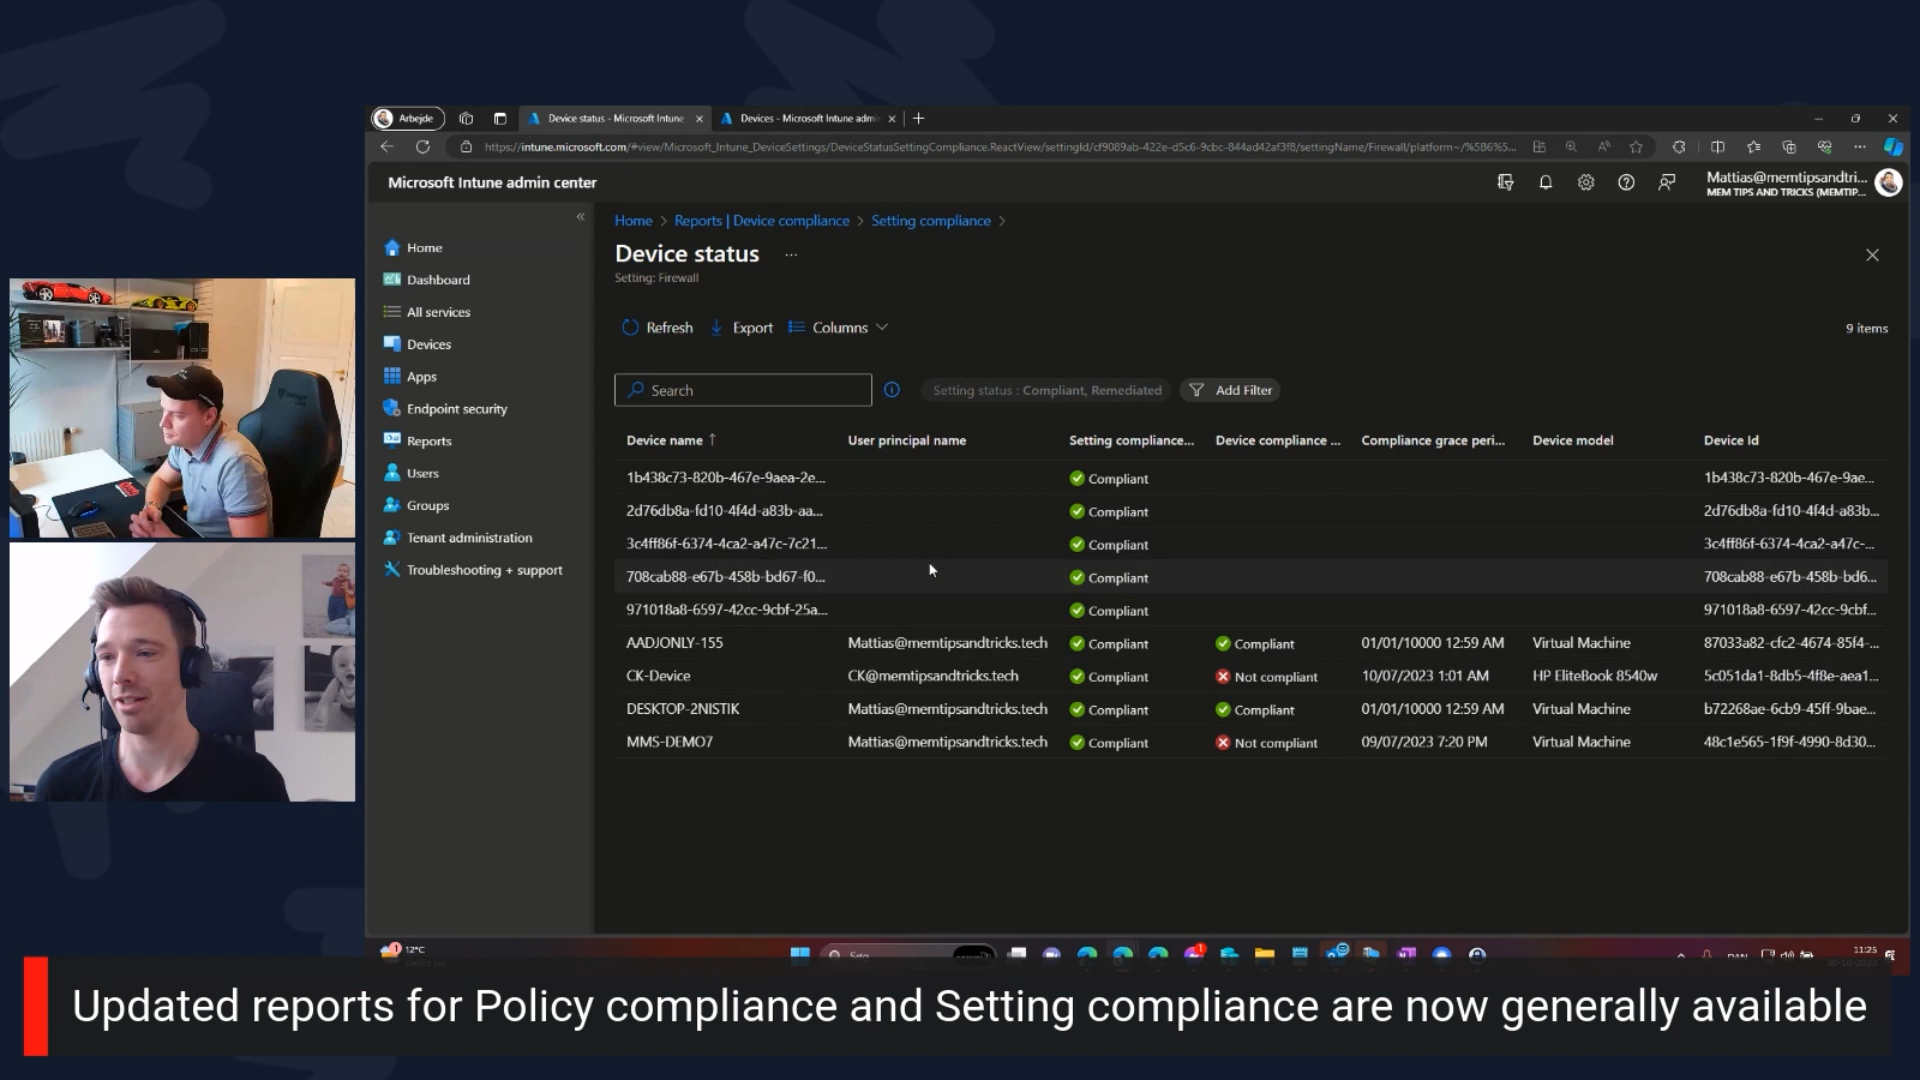 Arbejde
Device status - Microsoft Intune
Devices - Microsoft Intune admi
https://intune.microsoft.com/#view/Microsoft_Intune_DeviceSettings/DeviceStatusSettingCompliance.ReactView/settingId/cf9089ab-422e-d5c6-9cbc-844ad42af3f8/settingName/Firewall/platform~/%5B6%5...
Microsoft Intune admin center
Mattias@memtipsandtri...
MEM TIPS AND TRICKS (MEMTIP...
Home
Dashboard
All services
Devices
Apps
Endpoint security
Reports
Users
Groups
Tenant administration
Troubleshooting + support
Home > Reports | Device compliance > Setting compliance >
Device status ...
Setting: Firewall
Refresh Export Columns
9 items
Search
Setting status : Compliant, Remediated
Add Filter
Device name ↑ User principal name Setting compliance... Device compliance ... Compliance grace peri... Device model Device Id
1b438c73-820b-467e-9aea-2e... Compliant 1b438c73-820b-467e-9ae...
2d76db8a-fd10-4f4d-a83b-aa... Compliant 2d76db8a-fd10-4f4d-a83b...
3c4ff86f-6374-4ca2-a47c-7c21... Compliant 3c4ff86f-6374-4ca2-a47c-...
708cab88-e67b-458b-bd67-f0... Compliant 708cab88-e67b-458b-bd6...
971018a8-6597-42cc-9cbf-25a... Compliant 971018a8-6597-42cc-9cbf...
AADJONLY-155 Mattias@memtipsandtricks.tech Compliant Compliant 01/01/10000 12:59 AM Virtual Machine 87033a82-cfc2-4674-85f4-...
CK-Device CK@memtipsandtricks.tech Compliant Not compliant 10/07/2023 1:01 AM HP EliteBook 8540w 5c051da1-8db5-4f8e-aea1...
DESKTOP-2NISTIK Mattias@memtipsandtricks.tech Compliant Compliant 01/01/10000 12:59 AM Virtual Machine b72268ae-6cb9-45ff-9bae...
MMS-DEMO7 Mattias@memtipsandtricks.tech Compliant Not compliant 09/07/2023 7:20 PM Virtual Machine 48c1e565-1f9f-4990-8d30...
1
12°C
11:25
Updated reports for Policy compliance and Setting compliance are now generally available